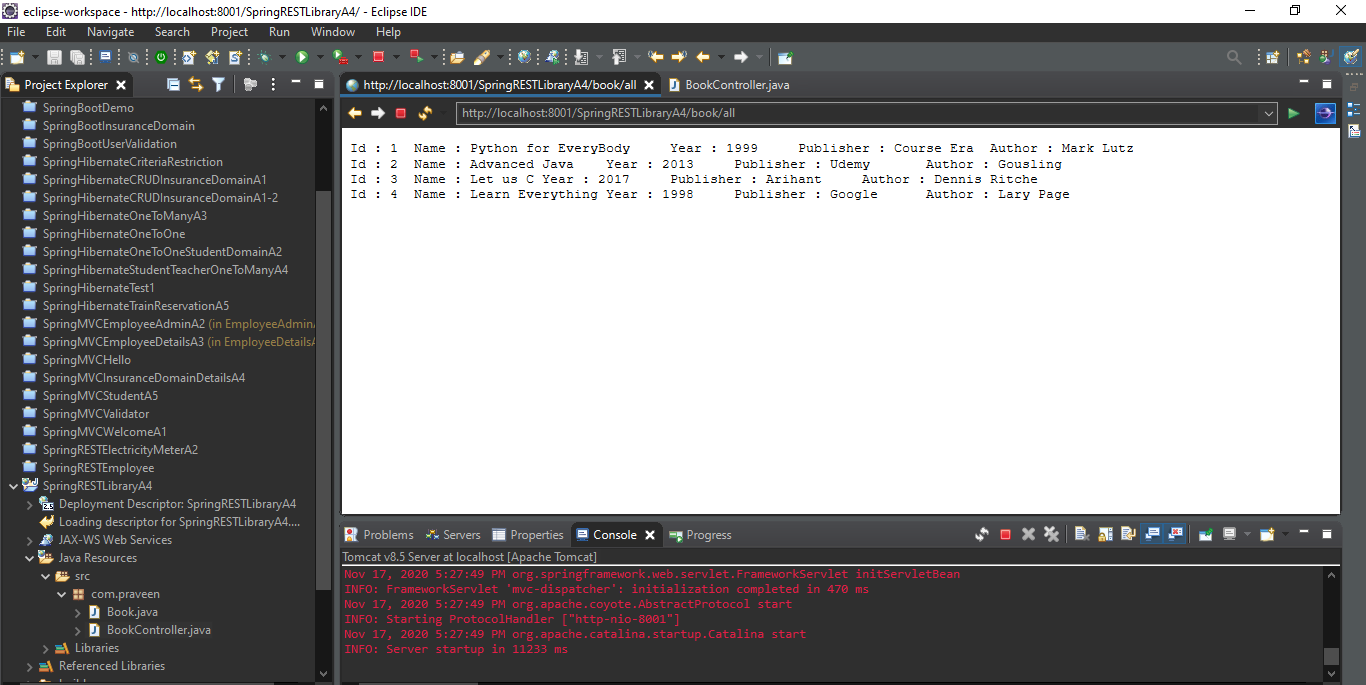 eclipse-workspace - http://localhost:8001/SpringRESTLibraryA4/ - Eclipse IDE
File Edit Navigate Search Project Run Window Help
Project Explorer
SpringBootDemo
SpringBootInsuranceDomain
SpringBootUserValidation
SpringHibernateCriteriaRestriction
SpringHibernateCRUDInsuranceDomainA1
SpringHibernateCRUDInsuranceDomainA1-2
SpringHibernateOneToManyA3
SpringHibernateOneToOne
SpringHibernateOneToOneStudentDomainA2
SpringHibernateStudentTeacherOneToManyA4
SpringHibernateTest1
SpringHibernateTrainReservationA5
SpringMVCEmployeeAdminA2 (in EmployeeAdmin
SpringMVCEmployeeDetailsA3 (in EmployeeDetails
SpringMVCHello
SpringMVCInsuranceDomainDetailsA4
SpringMVCStudentA5
SpringMVCValidator
SpringMVCWelcomeA1
SpringRESTElectricityMeterA2
SpringRESTEmployee
SpringRESTLibraryA4
Deployment Descriptor: SpringRESTLibraryA4
Loading descriptor for SpringRESTLibraryA4....
JAX-WS Web Services
Java Resources
src
com.praveen
Book.java
BookController.java
Libraries
Referenced Libraries
http://localhost:8001/SpringRESTLibraryA4/book/all BookController.java
http://localhost:8001/SpringRESTLibraryA4/book/all
Id : 1 Name : Python for EveryBody Year : 1999 Publisher : Course Era Author : Mark Lutz
Id : 2 Name : Advanced Java Year : 2013 Publisher : Udemy Author : Gousling
Id : 3 Name : Let us C Year : 2017 Publisher : Arihant Author : Dennis Ritche
Id : 4 Name : Learn Everything Year : 1998 Publisher : Google Author : Lary Page
Problems Servers Properties Console Progress
Tomcat v8.5 Server at localhost [Apache Tomcat]
Nov 17, 2020 5:27:49 PM org.springframework.web.servlet.FrameworkServlet initServletBean
INFO: FrameworkServlet 'mvc-dispatcher': initialization completed in 470 ms
Nov 17, 2020 5:27:49 PM org.apache.coyote.AbstractProtocol start
INFO: Starting ProtocolHandler ["http-nio-8001"]
Nov 17, 2020 5:27:49 PM org.apache.catalina.startup.Catalina start
INFO: Server startup in 11233 ms